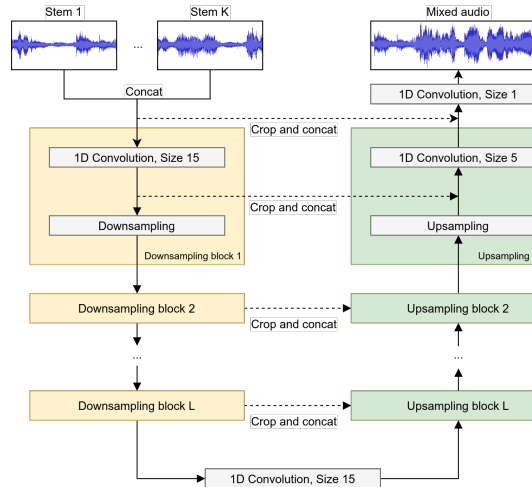 Stem 1
...
Stem K
Mixed audio
Concat
1D Convolution, Size 1
Crop and concat
1D Convolution, Size 15
1D Convolution, Size 5
Crop and concat
Downsampling
Upsampling
Downsampling block 1
Upsampling
Downsampling block 2
Upsampling block 2
Crop and concat
...
...
Downsampling block L
Upsampling block L
Crop and concat
1D Convolution, Size 15